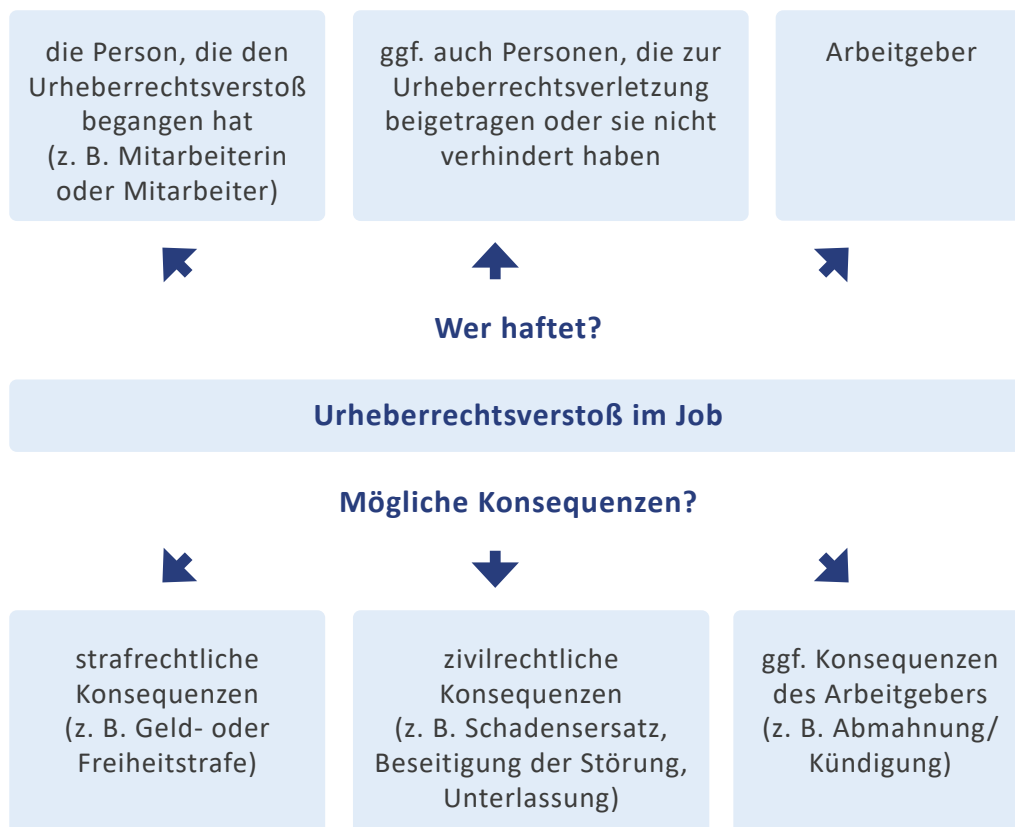 die Person, die den
Urheberrechtsverstoß
begangen hat
(z. B. Mitarbeiterin
oder Mitarbeiter)
ggf. auch Personen, die zur
Urheberrechtsverletzung
beigetragen oder sie nicht
verhindert haben
Arbeitgeber
Wer haftet?
Urheberrechtsverstoß im Job
Mögliche Konsequenzen?
strafrechtliche
Konsequenzen
(z. B. Geld- oder
Freiheitstrafe)
zivilrechtliche
Konsequenzen
(z. B. Schadensersatz,
Beseitigung der Störung,
Unterlassung)
ggf. Konsequenzen
des Arbeitgebers
(z. B. Abmahnung/
Kündigung)